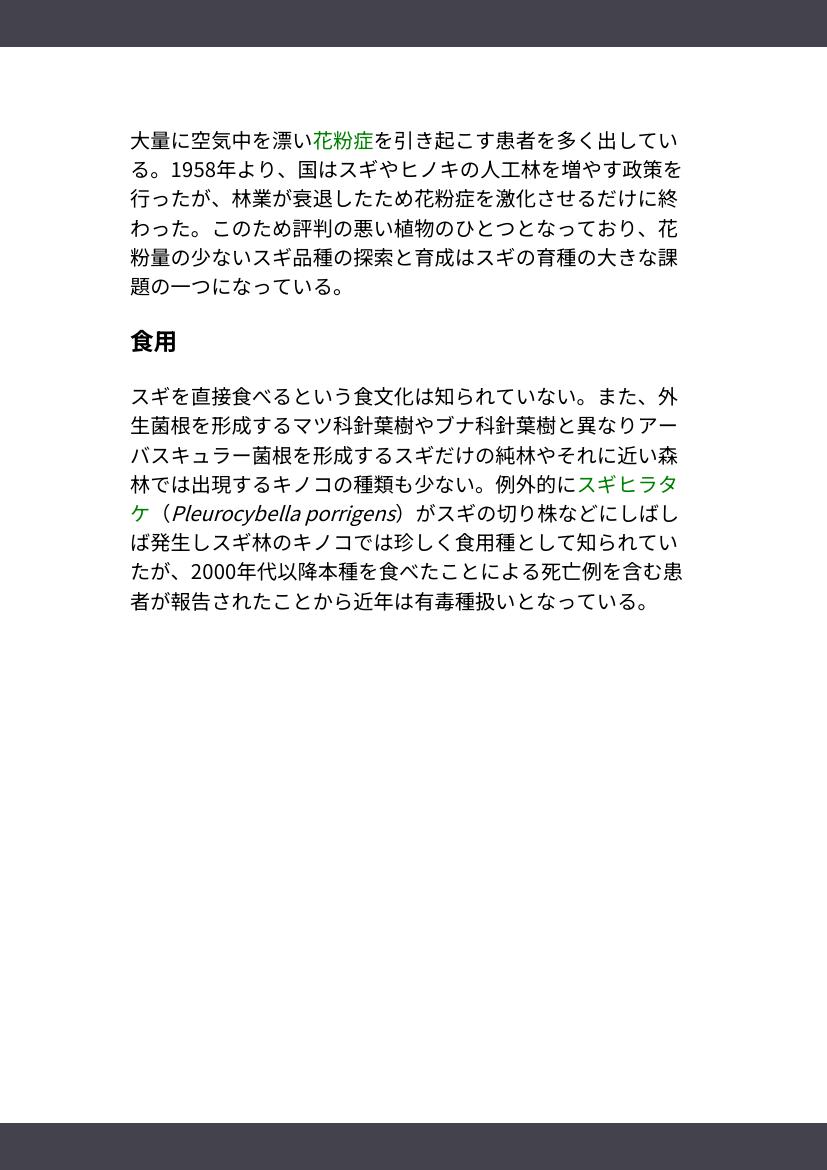 大量に空気中を漂い花粉症を引き起こす患者を多く出してい
る。1958年より、国はスギやヒノキの人工林を増やす政策を
行ったが、林業が衰退したため花粉症を激化させるだけに終
わった。このため評判の悪い植物のひとつとなっており、花
粉量の少ないスギ品種の探索と育成はスギの育種の大きな課
題の一つになっている。
食用
スギを直接食べるという食文化は知られていない。また、外
生菌根を形成するマツ科針葉樹やブナ科針葉樹と異なりアー
バスキュラー菌根を形成するスギだけの純林やそれに近い森
林では出現するキノコの種類も少ない。例外的にスギヒラタ
ケ（Pleurocybella porrigens）がスギの切り株などにしばし
ば発生しスギ林のキノコでは珍しく食用種として知られてい
たが、2000年代以降本種を食べたことによる死亡例を含む患
者が報告されたことから近年は有毒種扱いとなっている。